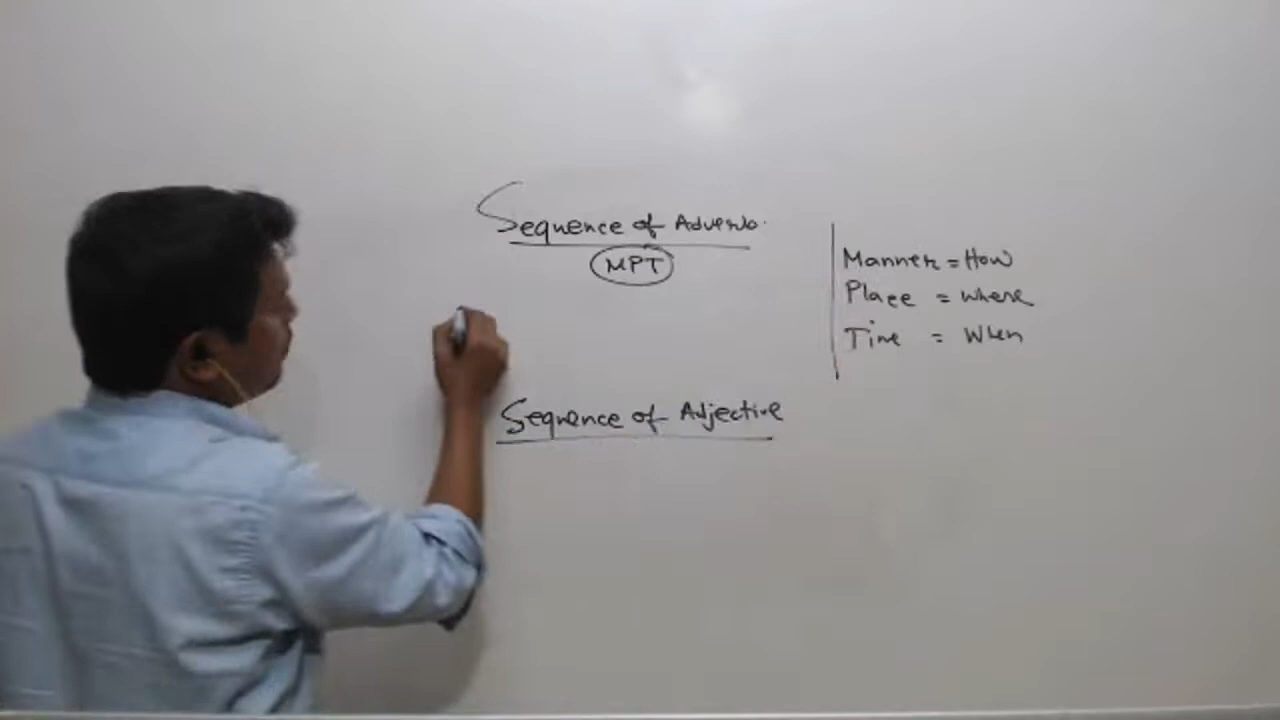 Sequence of Adverb.
MPT
Manner = How
Place = Where
Time = When
Sequence of Adjective